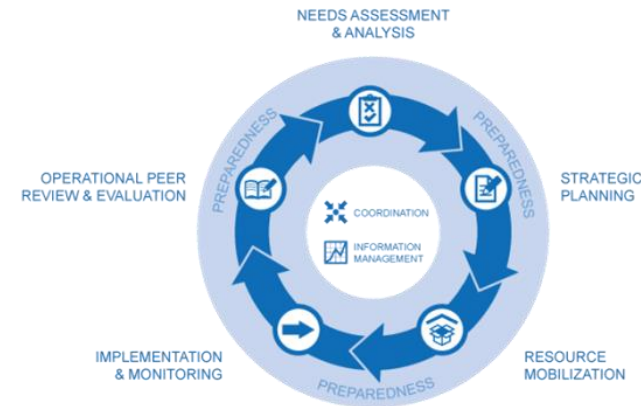 NEEDS ASSESSMENT
& ANALYSIS
PREPAREDNESS
PREPAREDNESS
OPERATIONAL PEER
REVIEW & EVALUATION
STRATEGIC
PLANNING
COORDINATION
INFORMATION
MANAGEMENT
IMPLEMENTATION
& MONITORING
RESOURCE
MOBILIZATION
PREPAREDNESS